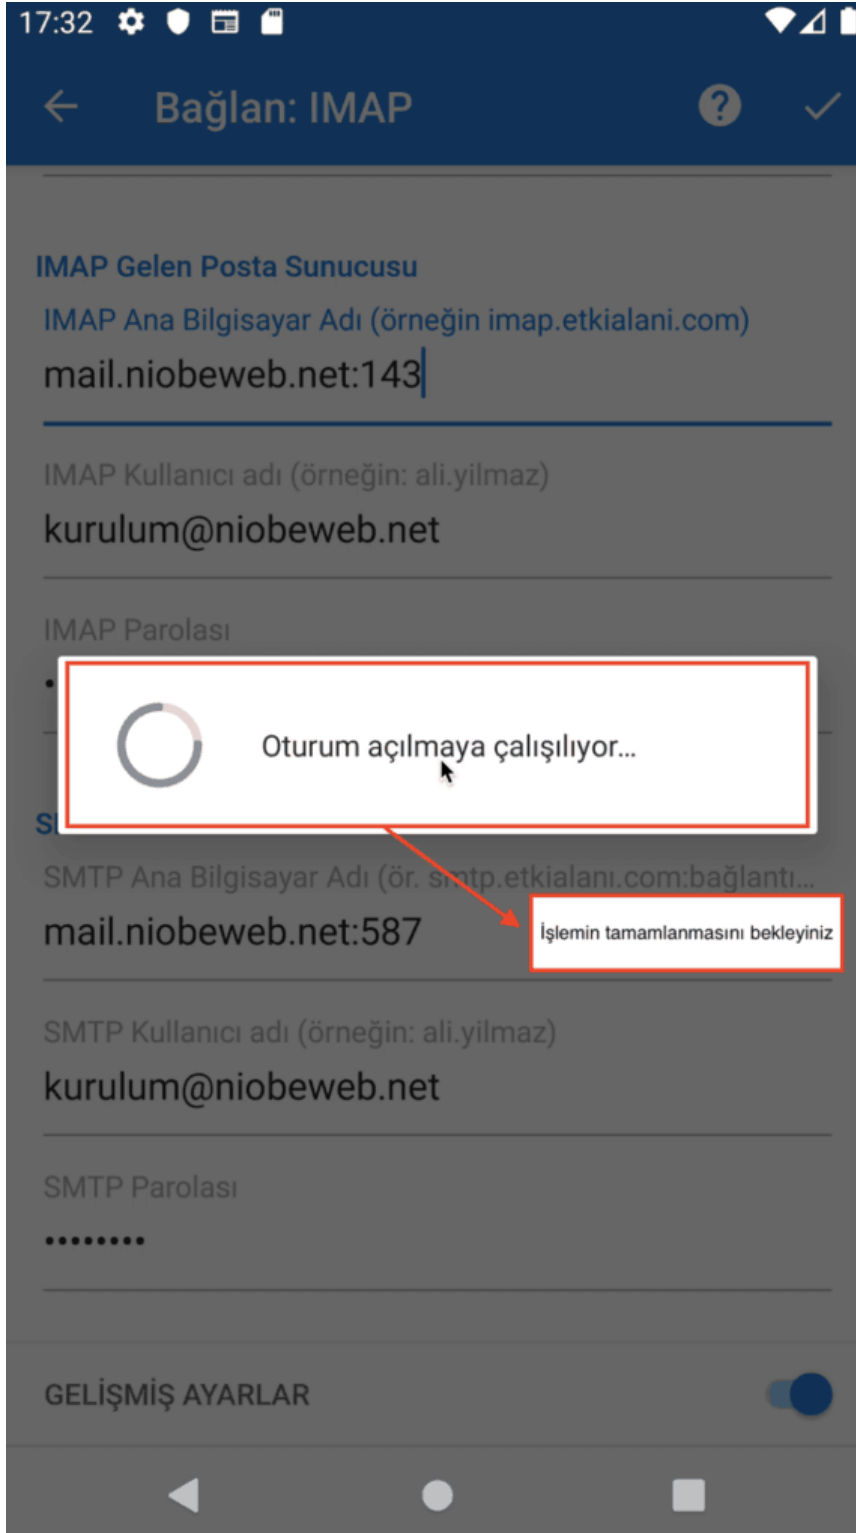 17:32
Bağlan: IMAP
IMAP Gelen Posta Sunucusu
IMAP Ana Bilgisayar Adı (örneğin imap.etkialani.com)
mail.niobeweb.net:143
IMAP Kullanıcı adı (örneğin: ali.yilmaz)
kurulum@niobeweb.net
IMAP Parolası
Oturum açılmaya çalışılıyor...
SMTP Ana Bilgisayar Adı (ör. smtp.etkialanı.com:bağlantı...
mail.niobeweb.net:587
İşlemin tamamlanmasını bekleyiniz
SMTP Kullanıcı adı (örneğin: ali.yilmaz)
kurulum@niobeweb.net
SMTP Parolası
••••••••
GELİŞMİŞ AYARLAR